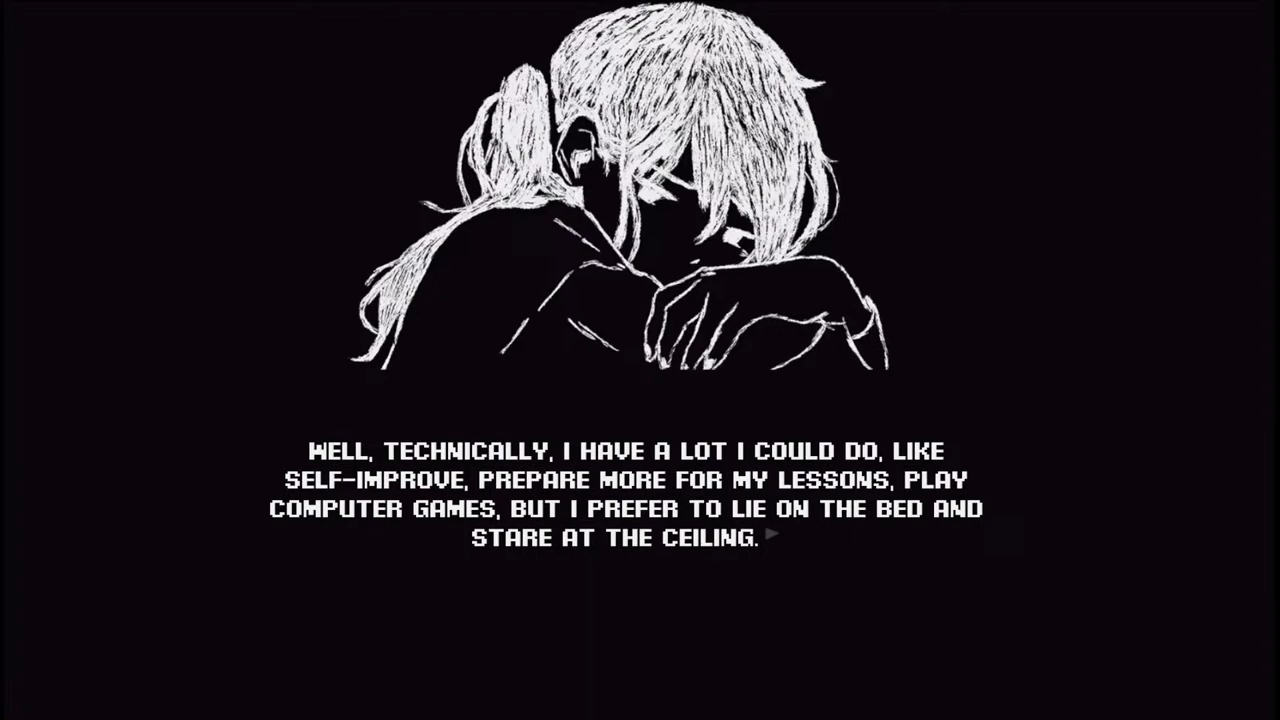 WELL, TECHNICALLY, I HAVE A LOT I COULD DO, LIKE
SELF-IMPROVE, PREPARE MORE FOR MY LESSONS, PLAY
COMPUTER GAMES, BUT I PREFER TO LIE ON THE BED AND
STARE AT THE CEILING.